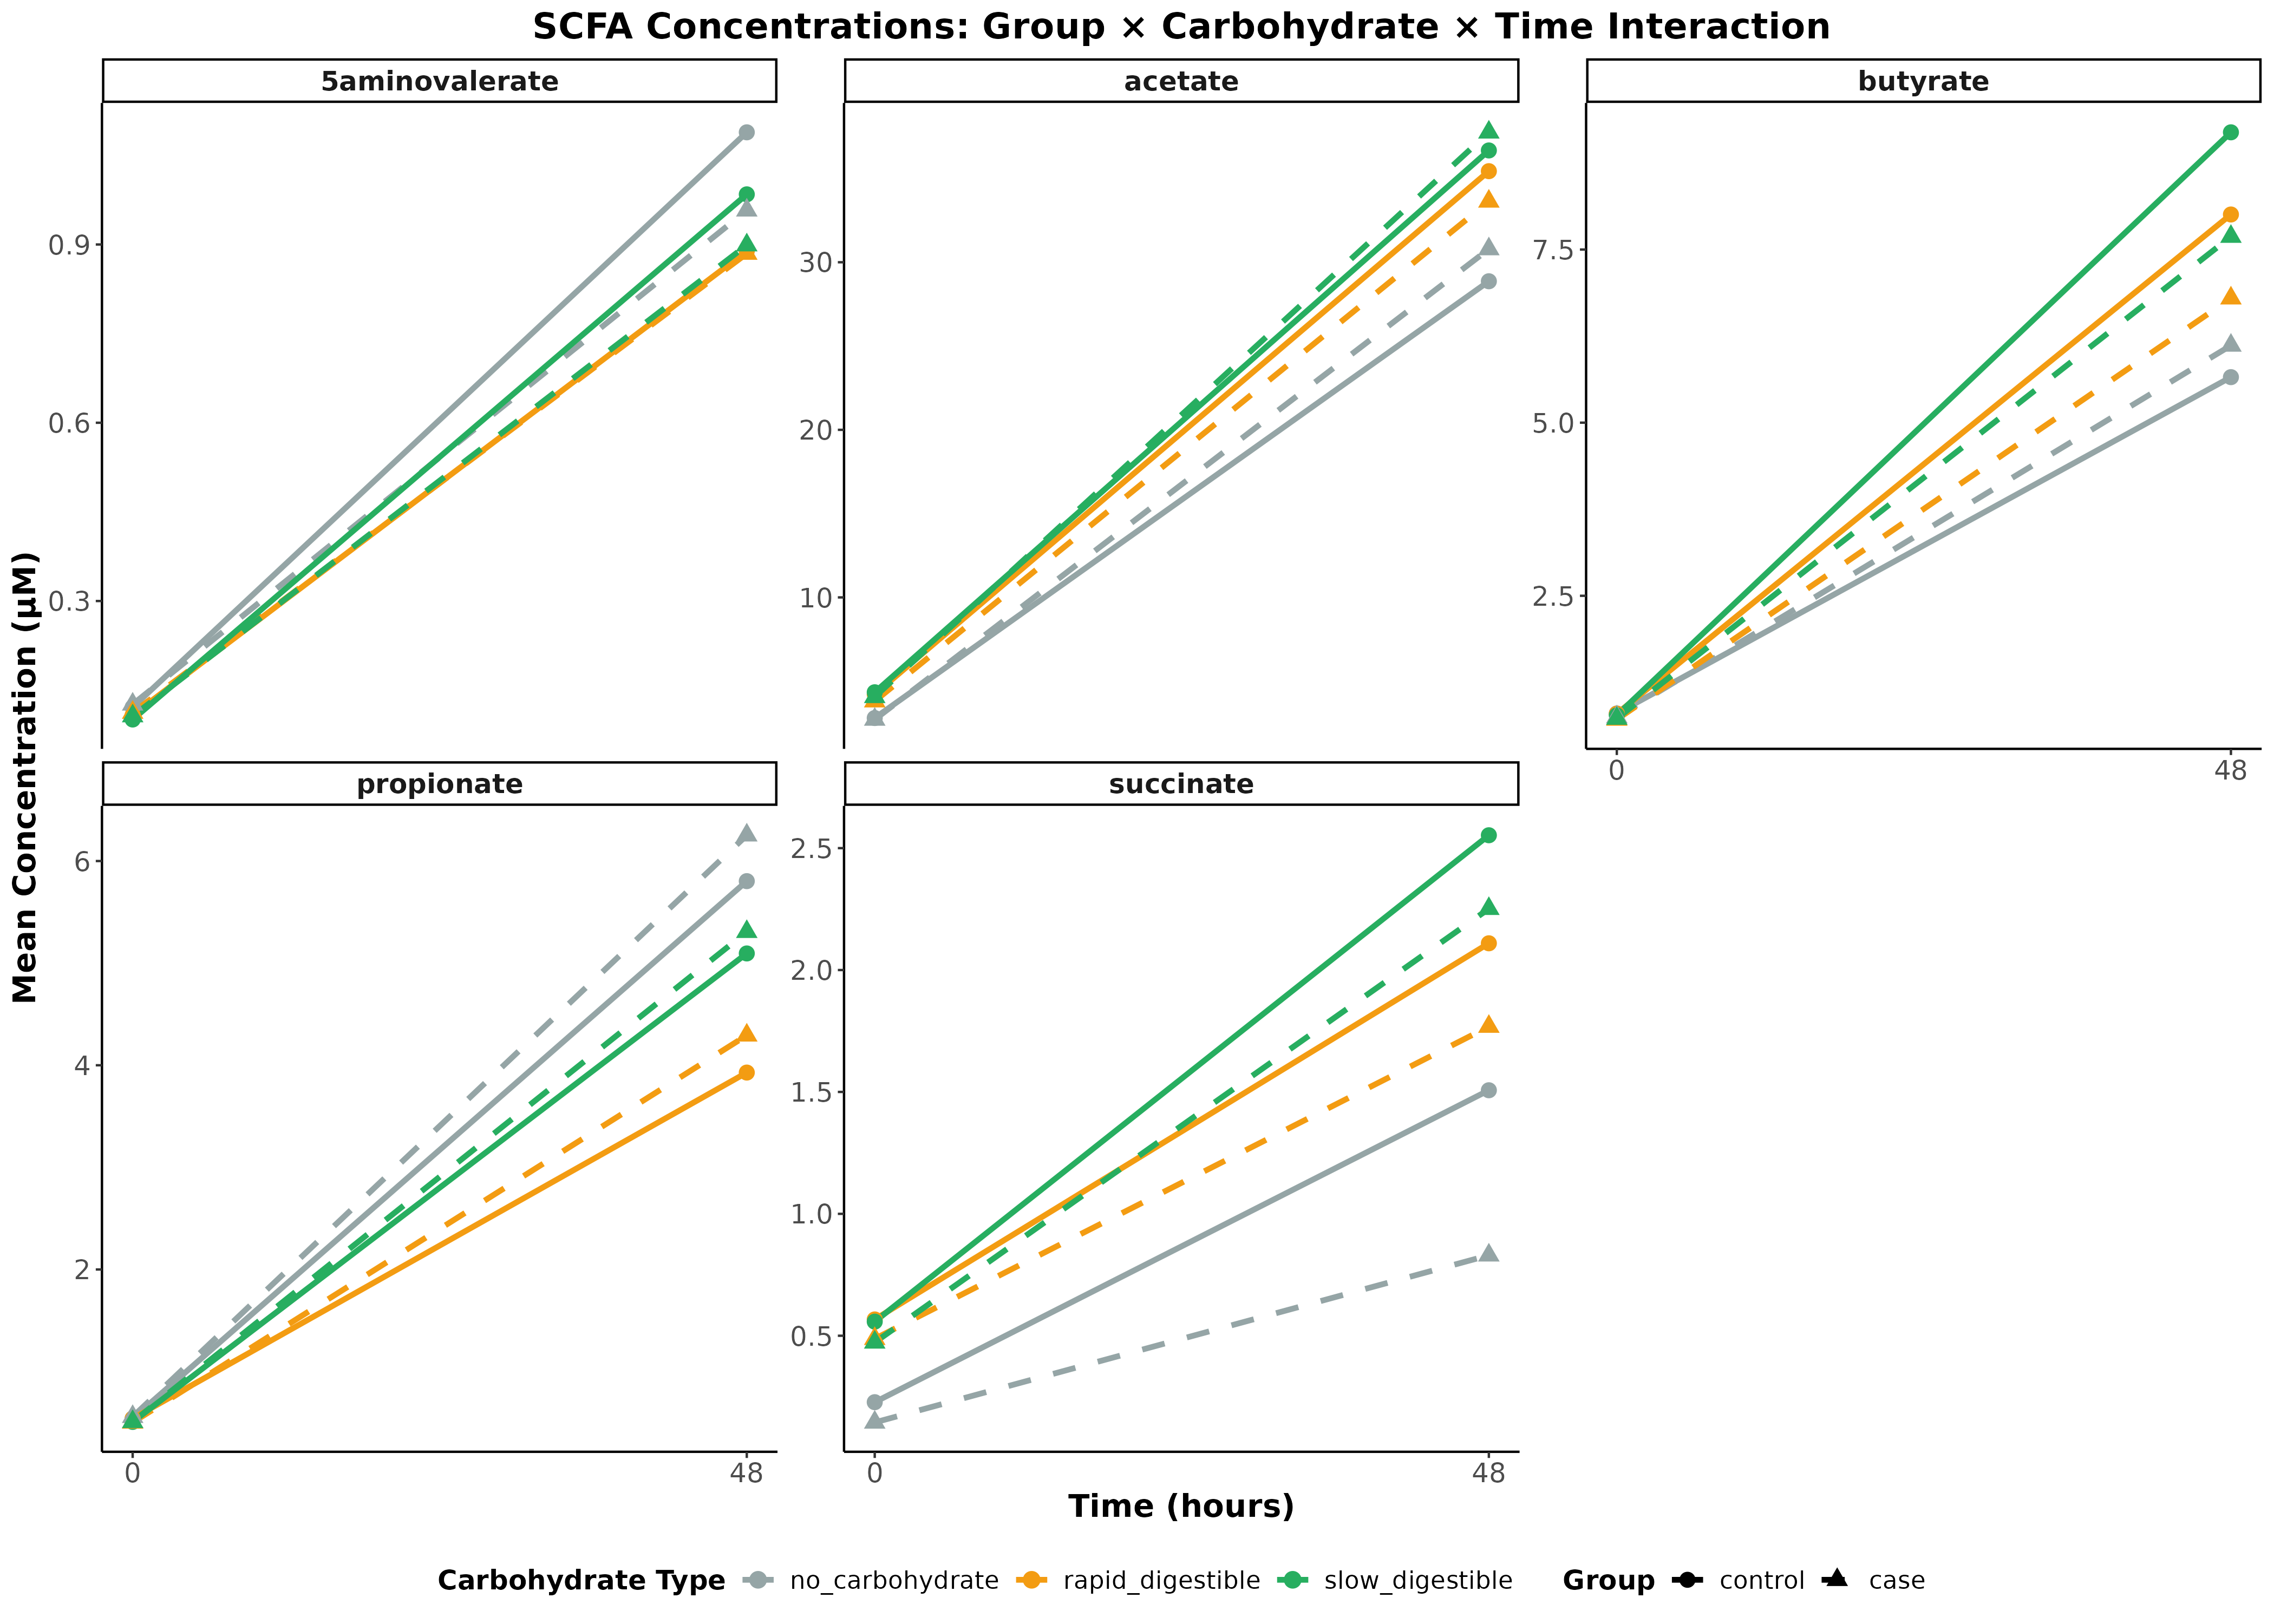 SCFA Concentrations: Group × Carbohydrate × Time Interaction
5aminovalerate
acetate
butyrate
0.9
0.6
0.3
30
20
10
7.5
5.0
2.5
0
48
Mean Concentration (µM)
propionate
succinate
6
4
2
2.5
2.0
1.5
1.0
0.5
0
48
0
48
Time (hours)
Carbohydrate Type no_carbohydrate rapid_digestible slow_digestible Group control case